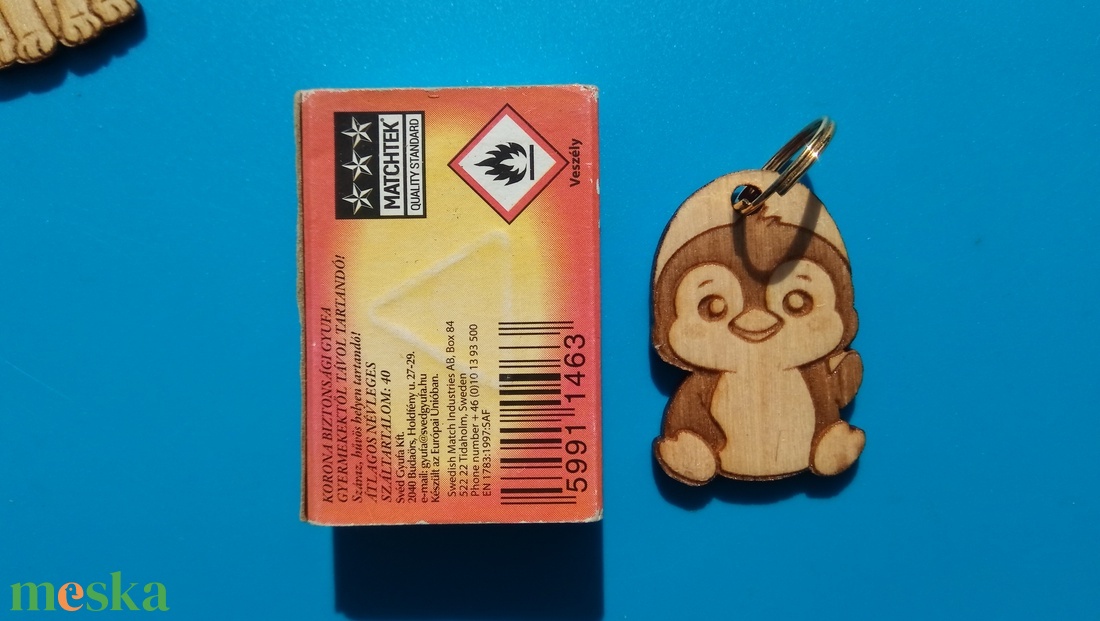 MATCHTEK
QUALITY STANDARD
Veszély
KORONA BIZTONSÁGI GYUFA
GYERMEKEKTŐL TÁVOL TARTANDÓ!
Száraz, hűvös helyen tartandó!
ÁTLAGOS NÉVLEGES
SZÁLTARTALOM: 40
Svéd Gyufa Kft.
2040 Budaörs, Holdfény u. 27-29.
e-mail: gyufa@svedgyufa.hu
Készült az Európai Unióban.
Swedish Match Industries AB, Box 84
522 22 Tidaholm, Sweden
Phone number + 46 (0)10 13 93 500
EN 1783:1997:SAF
5991 1463
meska